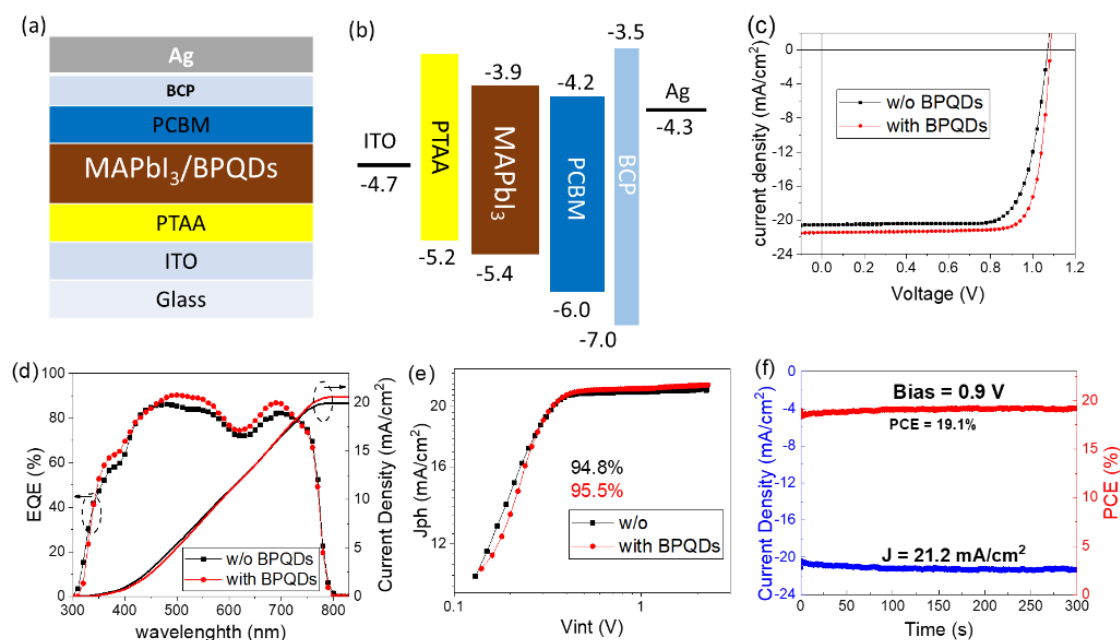 (a)
Ag
BCP
PCBM
MAPbI₃/BPQDs
PTAA
ITO
Glass
(b)
ITO
-4.7
PTAA
-5.2
-3.9
MAPbI₃
-5.4
-4.2
PCBM
-6.0
-3.5
BCP
-7.0
Ag
-4.3
(c)
current density (mA/cm²)
0
-4
-8
-12
-16
-20
-24
w/o BPQDs
with BPQDs
0.0 0.2 0.4 0.6 0.8 1.0 1.2
Voltage (V)
(d)
EQE (%)
100
80
60
40
20
0
w/o BPQDs
with BPQDs
300 400 500 600 700 800
wavelenghth (nm)
20
15
10
5
0
Current Density (mA/cm²)
(e)
Jph (mA/cm²)
20
16
12
94.8%
95.5%
w/o
with BPQDs
0.1 1
Vint (V)
(f)
Current Density (mA/cm²)
0
-4
-8
-12
-16
-20
-24
Bias = 0.9 V
PCE = 19.1%
J = 21.2 mA/cm²
0 50 100 150 200 250 300
Time (s)
20
10
0
PCE (%)